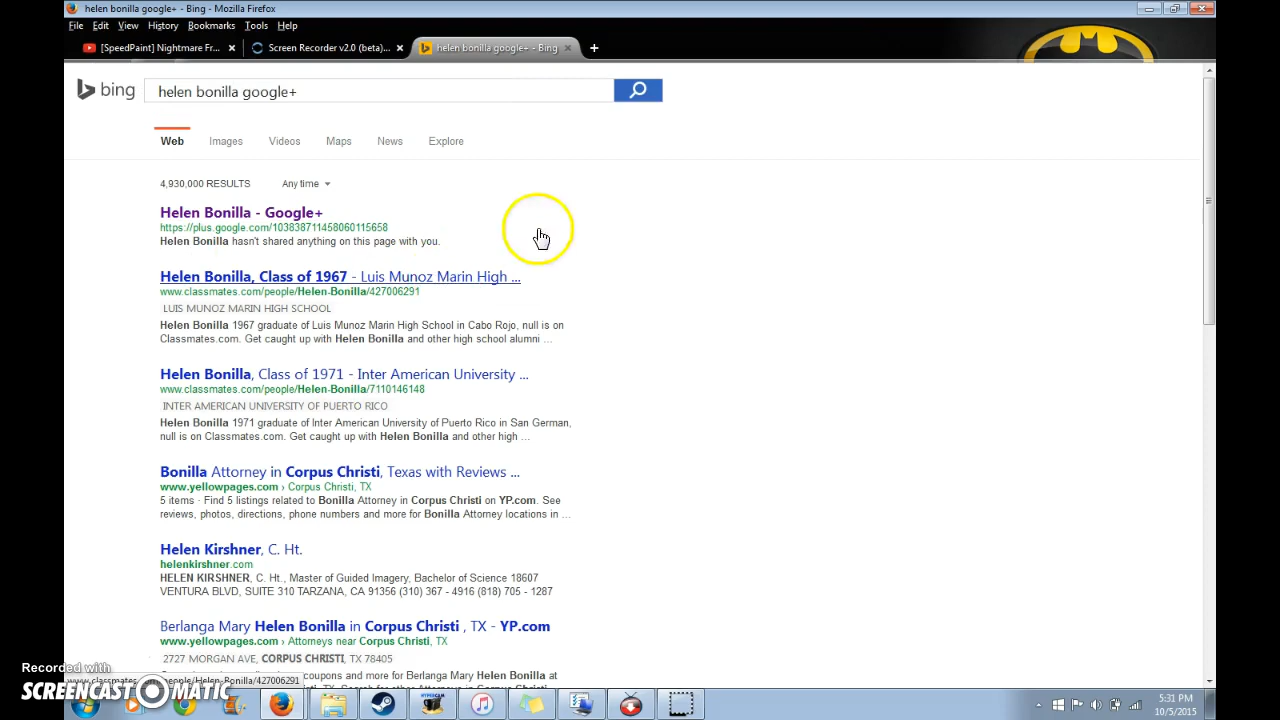 helen bonilla google+ - Bing - Mozilla Firefox
File Edit View History Bookmarks Tools Help
[SpeedPaint] Nightmare Fr...
Screen Recorder v2.0 (beta)...
helen bonilla google+ - Bing
bing
helen bonilla google+
Web Images Videos Maps News Explore
4,930,000 RESULTS Any time
Helen Bonilla - Google+
https://plus.google.com/103838711458060115658
Helen Bonilla hasn't shared anything on this page with you.
Helen Bonilla, Class of 1967 - Luis Munoz Marin High ...
www.classmates.com/people/Helen-Bonilla/427006291
LUIS MUNOZ MARIN HIGH SCHOOL
Helen Bonilla 1967 graduate of Luis Munoz Marin High School in Cabo Rojo, null is on
Classmates.com. Get caught up with Helen Bonilla and other high school alumni ...
Helen Bonilla, Class of 1971 - Inter American University ...
www.classmates.com/people/Helen-Bonilla/7110146148
INTER AMERICAN UNIVERSITY OF PUERTO RICO
Helen Bonilla 1971 graduate of Inter American University of Puerto Rico in San German,
null is on Classmates.com. Get caught up with Helen Bonilla and other high ...
Bonilla Attorney in Corpus Christi, Texas with Reviews ...
www.yellowpages.com › Corpus Christi, TX
5 items · Find 5 listings related to Bonilla Attorney in Corpus Christi on YP.com. See
reviews, photos, directions, phone numbers and more for Bonilla Attorney locations in ...
Helen Kirshner, C. Ht.
helenkirshner.com
HELEN KIRSHNER, C. Ht., Master of Guided Imagery, Bachelor of Science 18607
VENTURA BLVD, SUITE 310 TARZANA, CA 91356 (310) 367 - 4916 (818) 705 - 1287
Berlanga Mary Helen Bonilla in Corpus Christi , TX - YP.com
www.yellowpages.com › Attorneys near Corpus Christi, TX
2727 MORGAN AVE, CORPUS CHRISTI, TX 78405
coupons and more for Berlanga Mary Helen Bonilla at
Recorded with
SCREENCAST MATIC
5:31 PM
10/5/2015